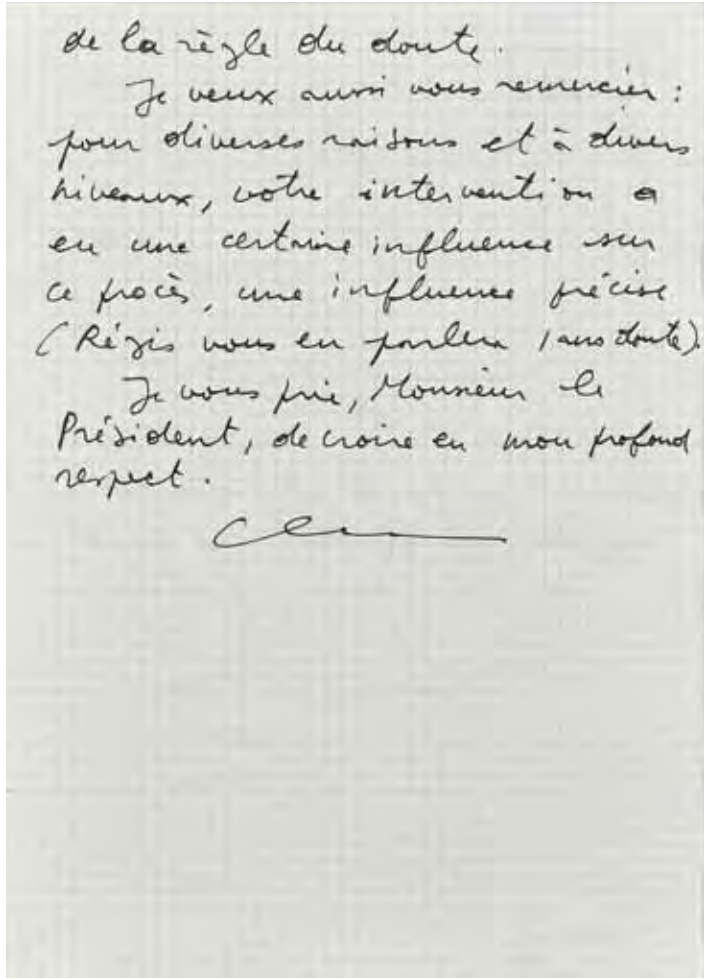 de la règle du doute.
Je veux aussi vous remercier :
pour diverses raisons et à divers
niveaux, votre intervention a
eu une certaine influence sur
ce procès, une influence précise
(Régis vous en parlera sans doute).
Je vous prie, Monsieur le
Président, de croire en mon profond
respect.